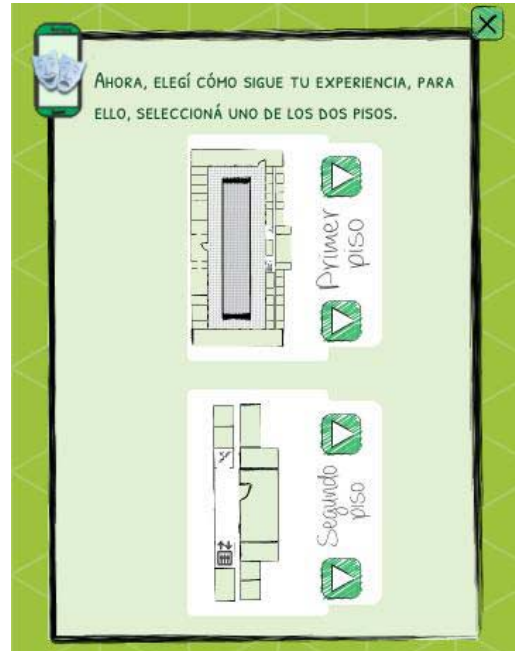 AHORA, ELEGÍ CÓMO SIGUE TU EXPERIENCIA, PARA
ELLO, SELECCIONÁ UNO DE LOS DOS PISOS.
Primer
piso
Segundo
piso